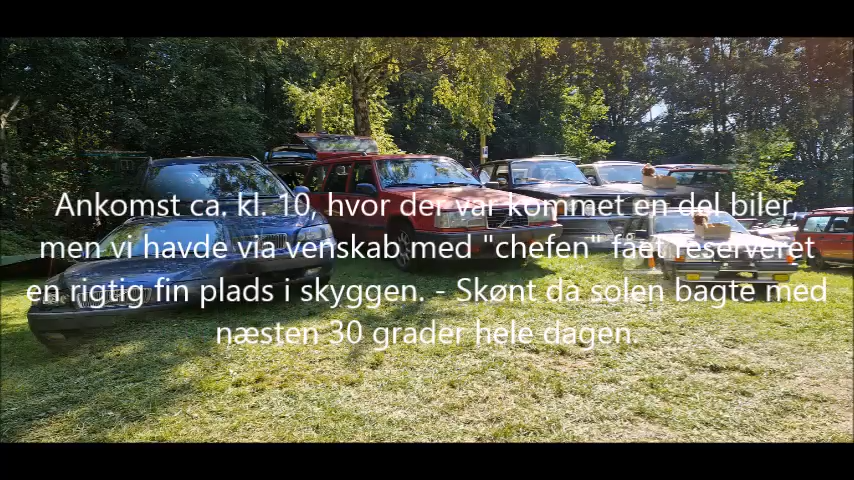 Ankomst ca. kl. 10, hvor der var kommet en del biler,
men vi havde via venskab med "chefen" fået reserveret
en rigtig fin plads i skyggen. - Skønt da solen bagte med
næsten 30 grader hele dagen.